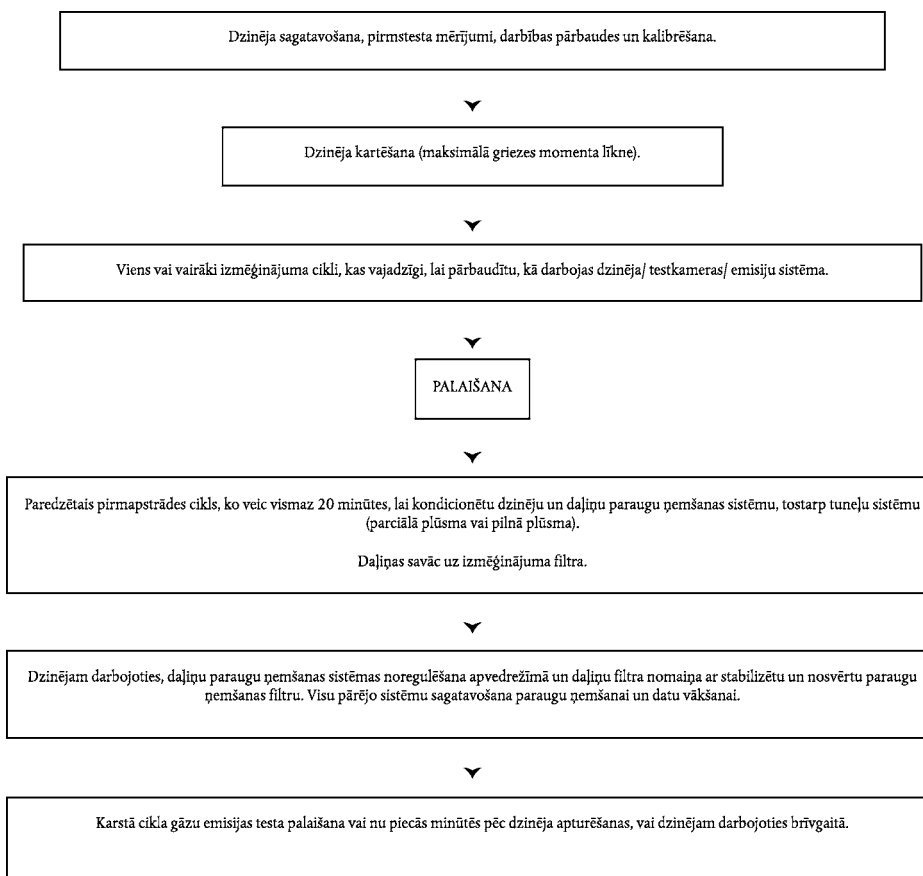 Dzinēja sagatavošana, pirmstesta mērījumi, darbības pārbaudes un kalibrēšana.
Dzinēja kartēšana (maksimālā griezes momenta līkne).
Viens vai vairāki izmēģinājuma cikli, kas vajadzīgi, lai pārbaudītu, kā darbojas dzinēja/ testkameras/ emisiju sistēma.
PALAIŠANA
Paredzētais pirmapstrādes cikls, ko veic vismaz 20 minūtes, lai kondicionētu dzinēju un daļiņu paraugu ņemšanas sistēmu, tostarp tuneļu sistēmu
(parciālā plūsma vai pilnā plūsma).
Daļiņas savāc uz izmēģinājuma filtra.
Dzinējam darbojoties, daļiņu paraugu ņemšanas sistēmas noregulēšana apvedrežīmā un daļiņu filtra nomaiņa ar stabilizētu un nosvērtu paraugu
ņemšanas filtru. Visu pārējo sistēmu sagatavošana paraugu ņemšanai un datu vākšanai.
Karstā cikla gāzu emisijas testa palaišana vai nu piecās minūtēs pēc dzinēja apturēšanas, vai dzinējam darbojoties brīvgaitā.